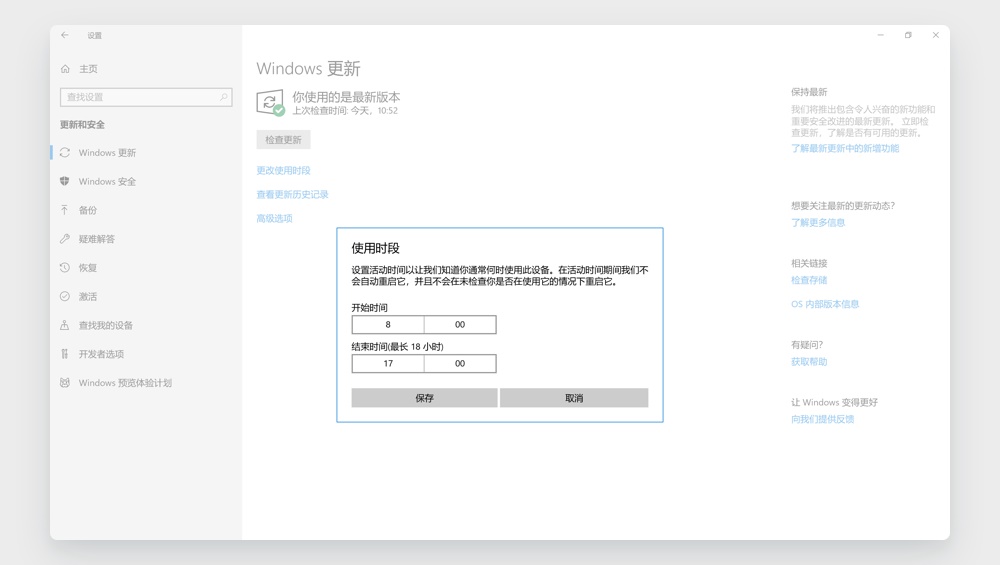 设置
主页
查找设置
更新和安全
Windows 更新
Windows 安全
备份
疑难解答
恢复
激活
查找我的设备
开发者选项
Windows 预览体验计划
Windows 更新
你使用的是最新版本
上次检查时间: 今天，10:52
检查更新
更改使用时段
查看更新历史记录
高级选项
使用时段
设置活动时间以让我们知道你通常何时使用此设备。在活动时间期间我们不
会自动重启它，并且不会在未检查你是否在使用它的情况下重启它。
开始时间
8 00
结束时间(最长 18 小时)
17 00
保存 取消
保持最新
我们将推出包含令人兴奋的新功能和
重要安全改进的最新更新。 立即检
查更新，了解是否有可用的更新。
了解最新更新中的新增功能
想要关注最新的更新动态?
了解更多信息
相关链接
检查存储
OS 内部版本信息
有疑问?
获取帮助
让 Windows 变得更好
向我们提供反馈